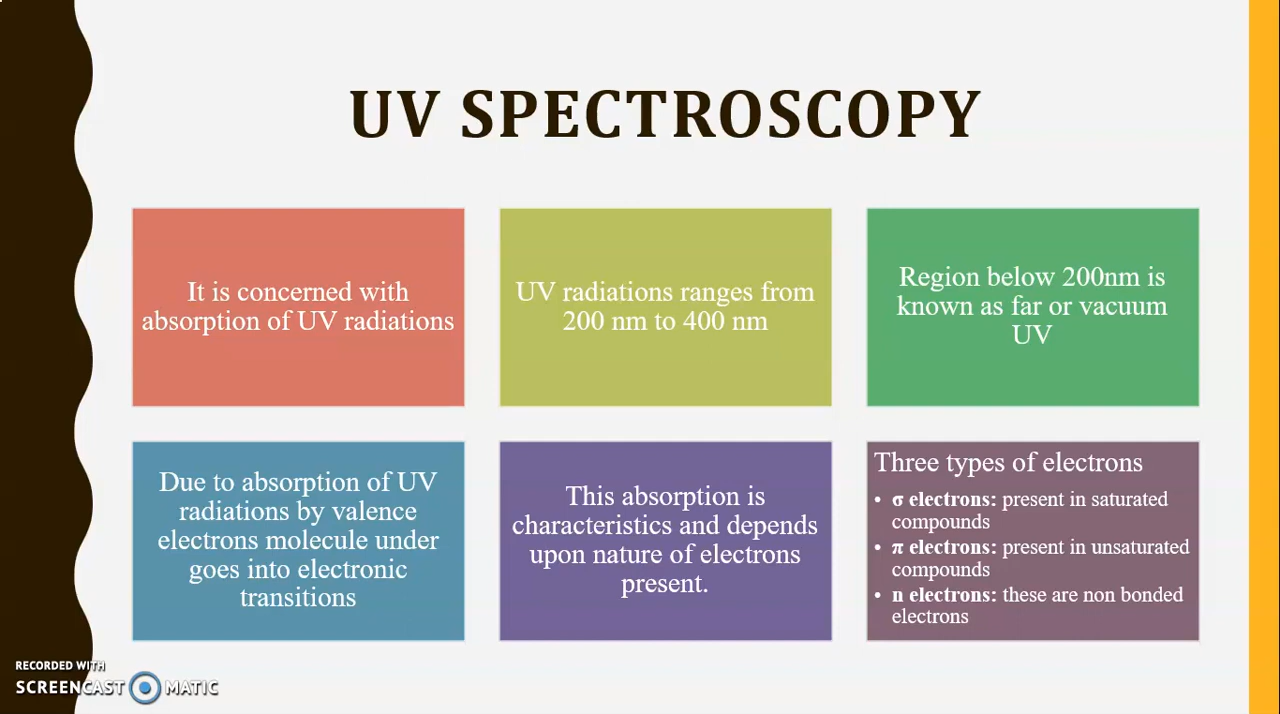 UV SPECTROSCOPY
It is concerned with
absorption of UV radiations
UV radiations ranges from
200 nm to 400 nm
Region below 200nm is
known as far or vacuum
UV
Due to absorption of UV
radiations by valence
electrons molecule under
goes into electronic
transitions
This absorption is
characteristics and depends
upon nature of electrons
present.
Three types of electrons
• σ electrons: present in saturated
compounds
• π electrons: present in unsaturated
compounds
• n electrons: these are non bonded
electrons
RECORDED WITH
SCREENCAST MATIC